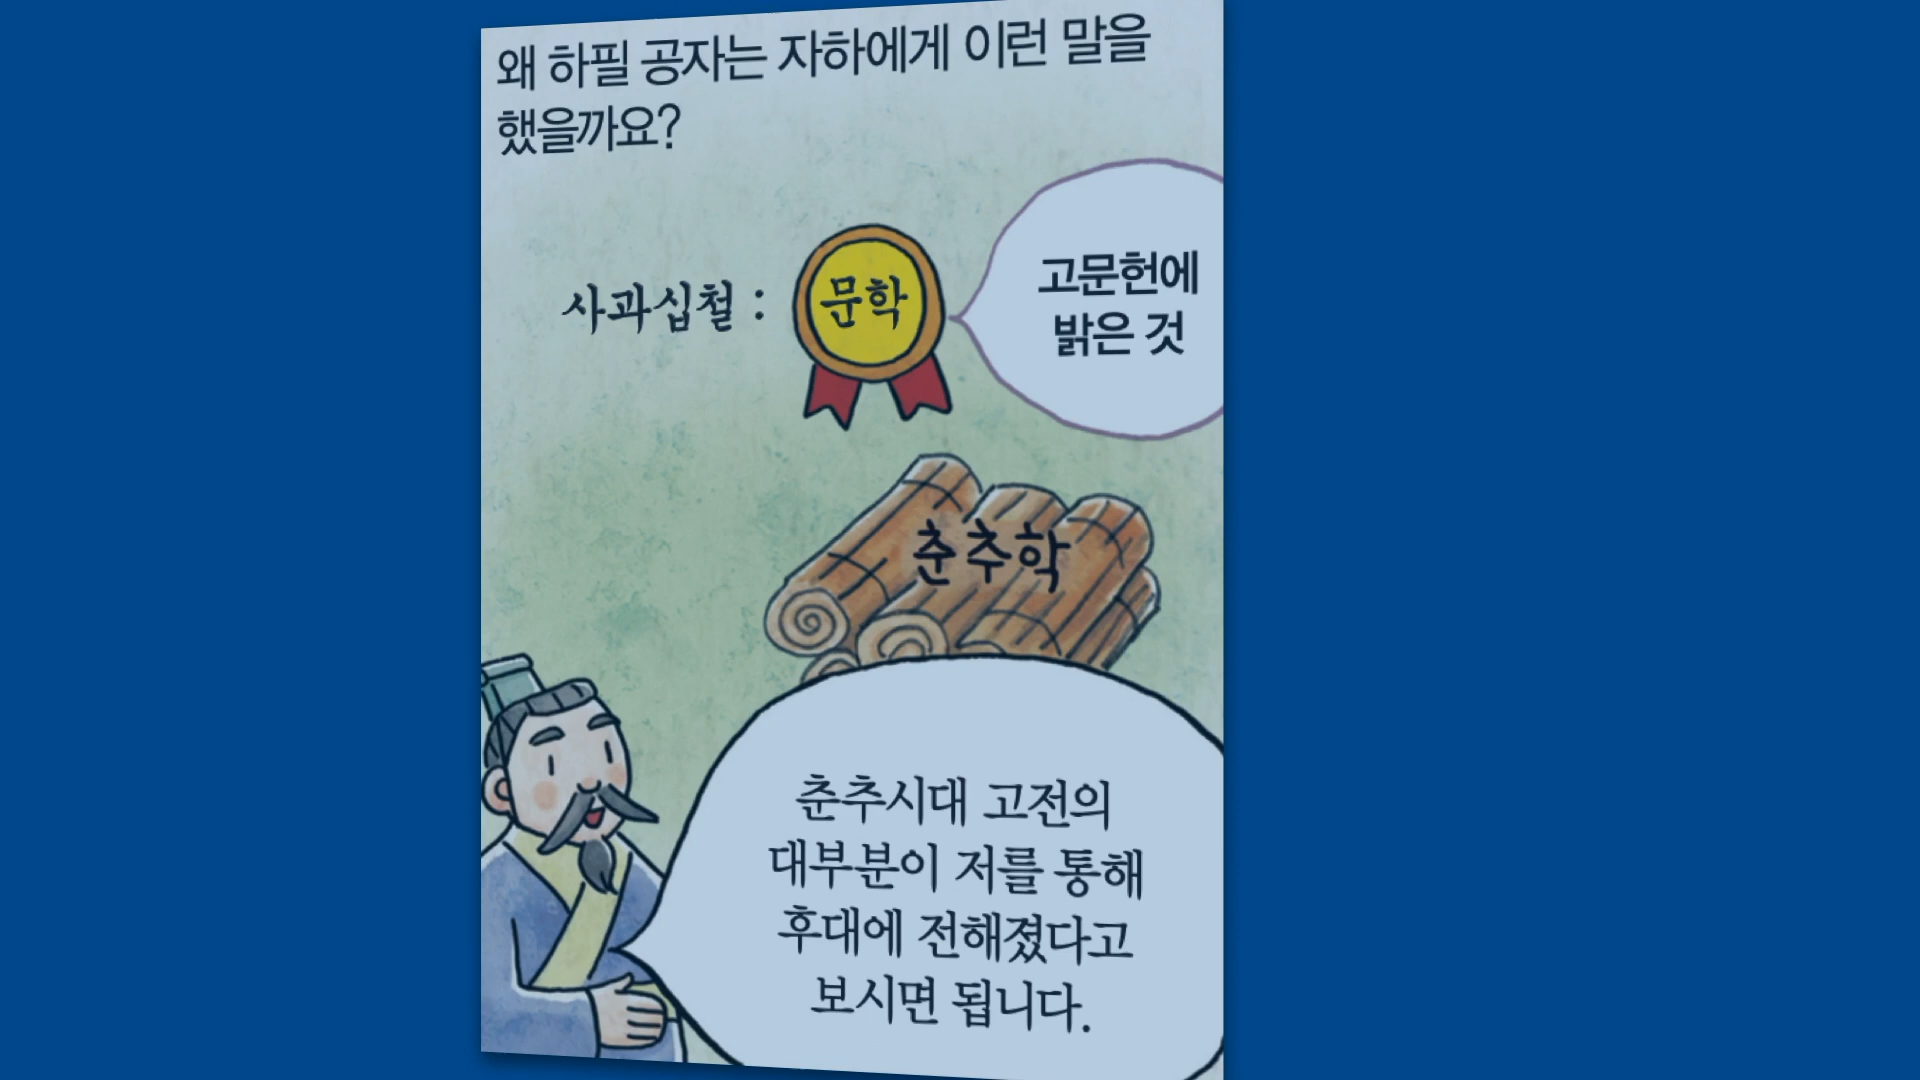 왜 하필 공자는 자하에게 이런 말을
했을까요?
사과십철 :
문학
고문헌에
밝은 것
춘추학
춘추시대 고전의
대부분이 저를 통해
후대에 전해졌다고
보시면 됩니다.